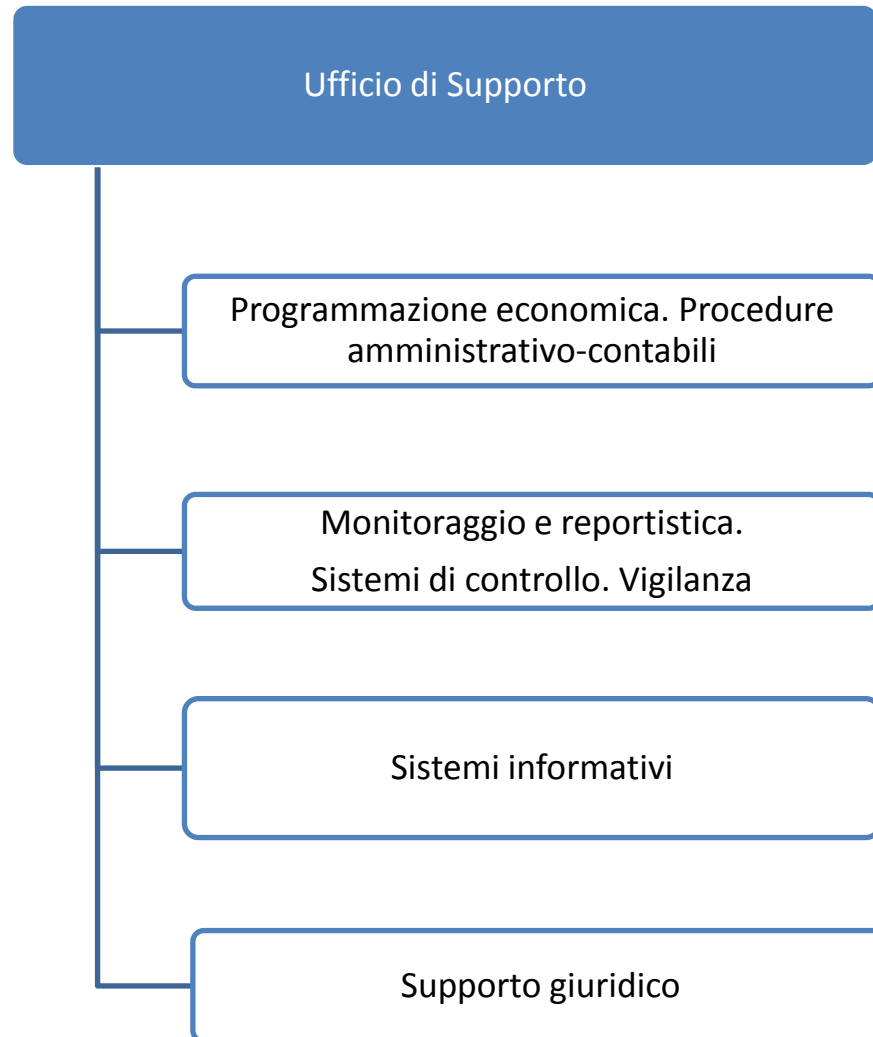 Ufficio di Supporto
Programmazione economica. Procedure
amministrativo-contabili
Monitoraggio e reportistica.
Sistemi di controllo. Vigilanza
Sistemi informativi
Supporto giuridico